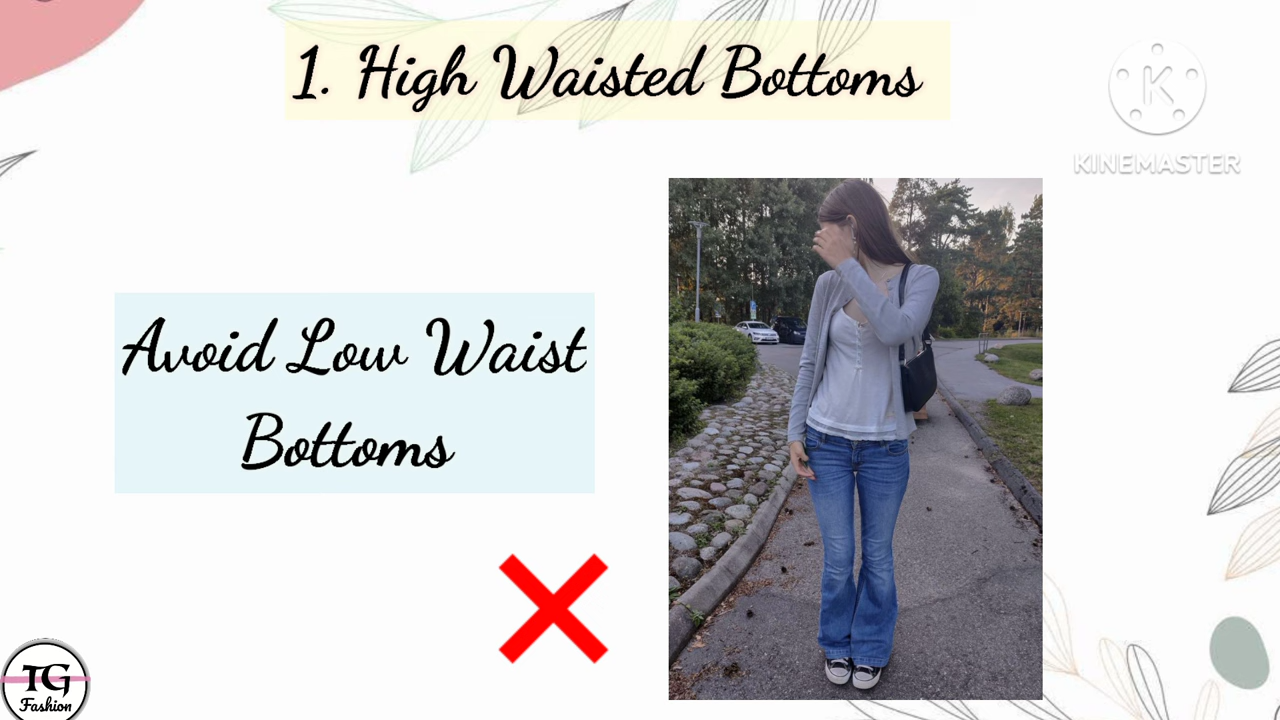 1. High Waisted Bottoms
K
KINEMASTER
Avoid Low Waist
Bottoms
TG
Fashion